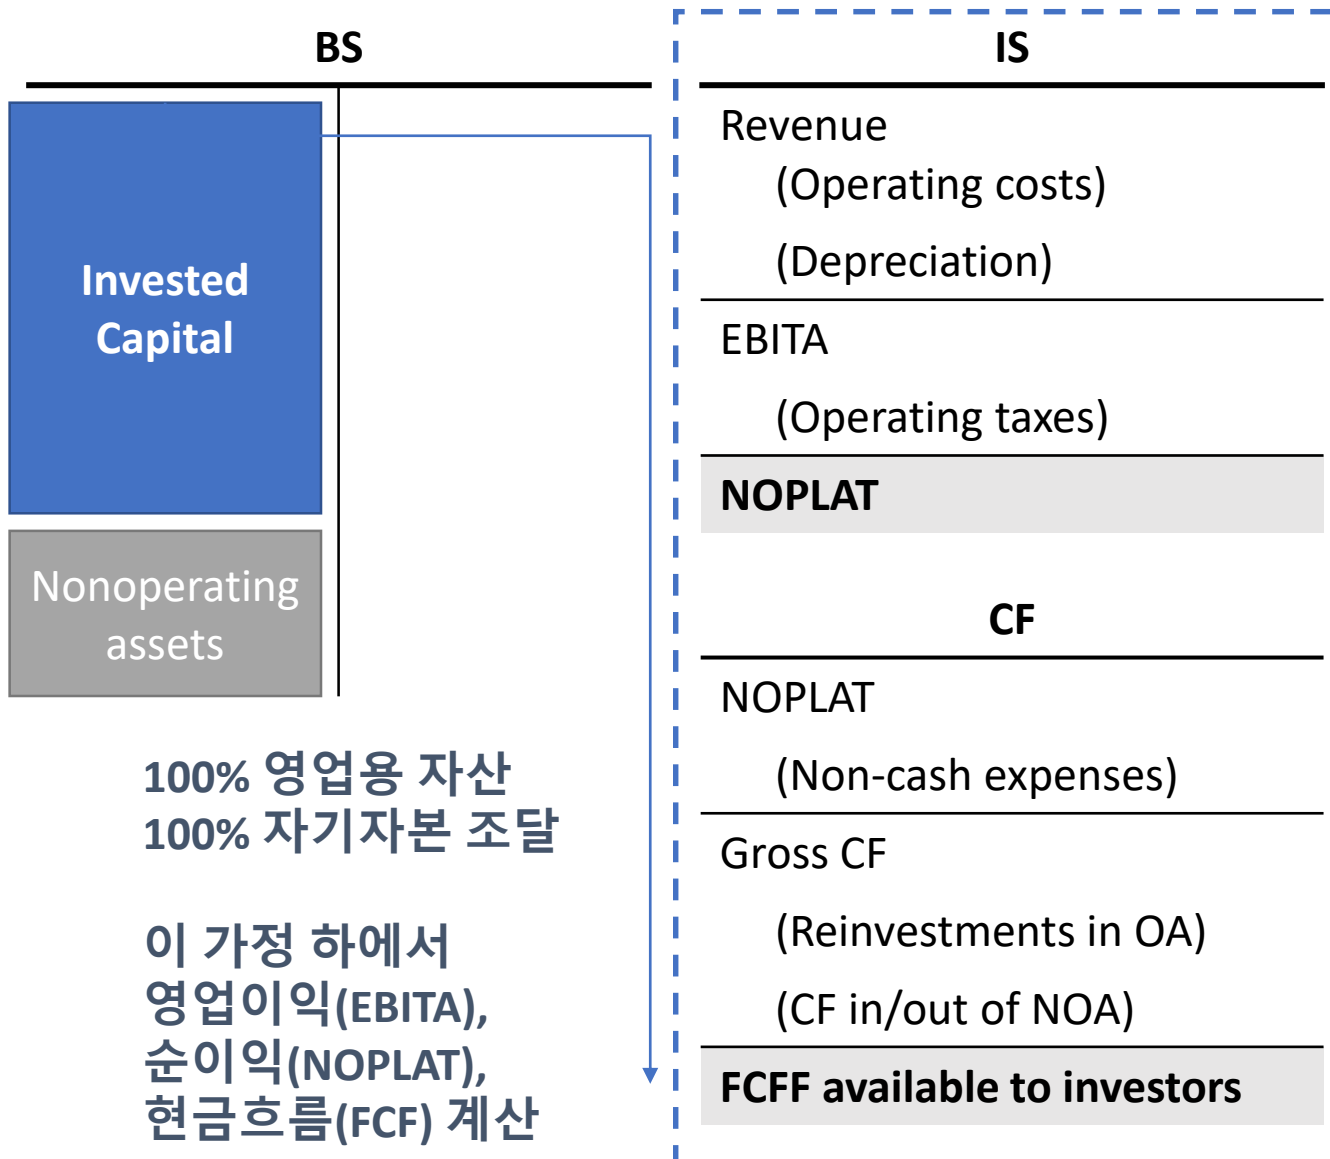 BS
Invested
Capital
Nonoperating
assets
100% 영업용 자산
100% 자기자본 조달
이 가정 하에서
영업이익(EBITA),
순이익(NOPLAT),
현금흐름(FCF) 계산
IS
Revenue
(Operating costs)
(Depreciation)
EBITA
(Operating taxes)
NOPLAT
CF
NOPLAT
(Non-cash expenses)
Gross CF
(Reinvestments in OA)
(CF in/out of NOA)
FCFF available to investors